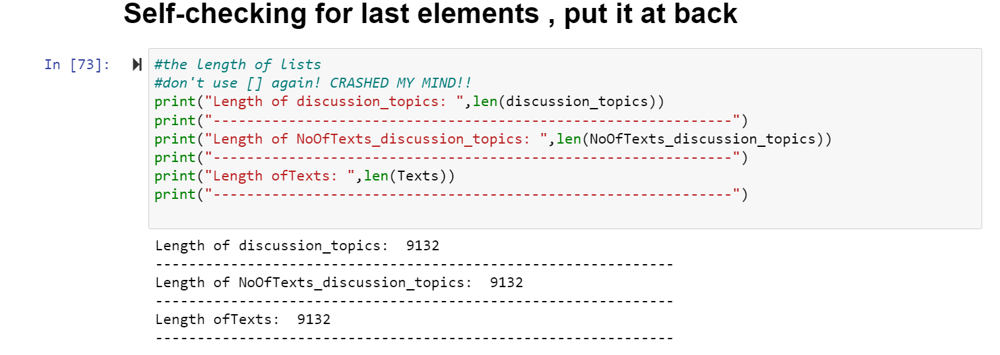 Self-checking for last elements , put it at back
In [73]:
#the length of lists
#don't use [] again! CRASHED MY MIND!!
print("Length of discussion_topics: ",len(discussion_topics))
print("--------------------------------------------------------------")
print("Length of NoOfTexts_discussion_topics: ",len(NoOfTexts_discussion_topics))
print("--------------------------------------------------------------")
print("Length ofTexts: ",len(Texts))
print("--------------------------------------------------------------")
Length of discussion_topics:  9132
--------------------------------------------------------------
Length of NoOfTexts_discussion_topics:  9132
--------------------------------------------------------------
Length ofTexts:  9132
--------------------------------------------------------------